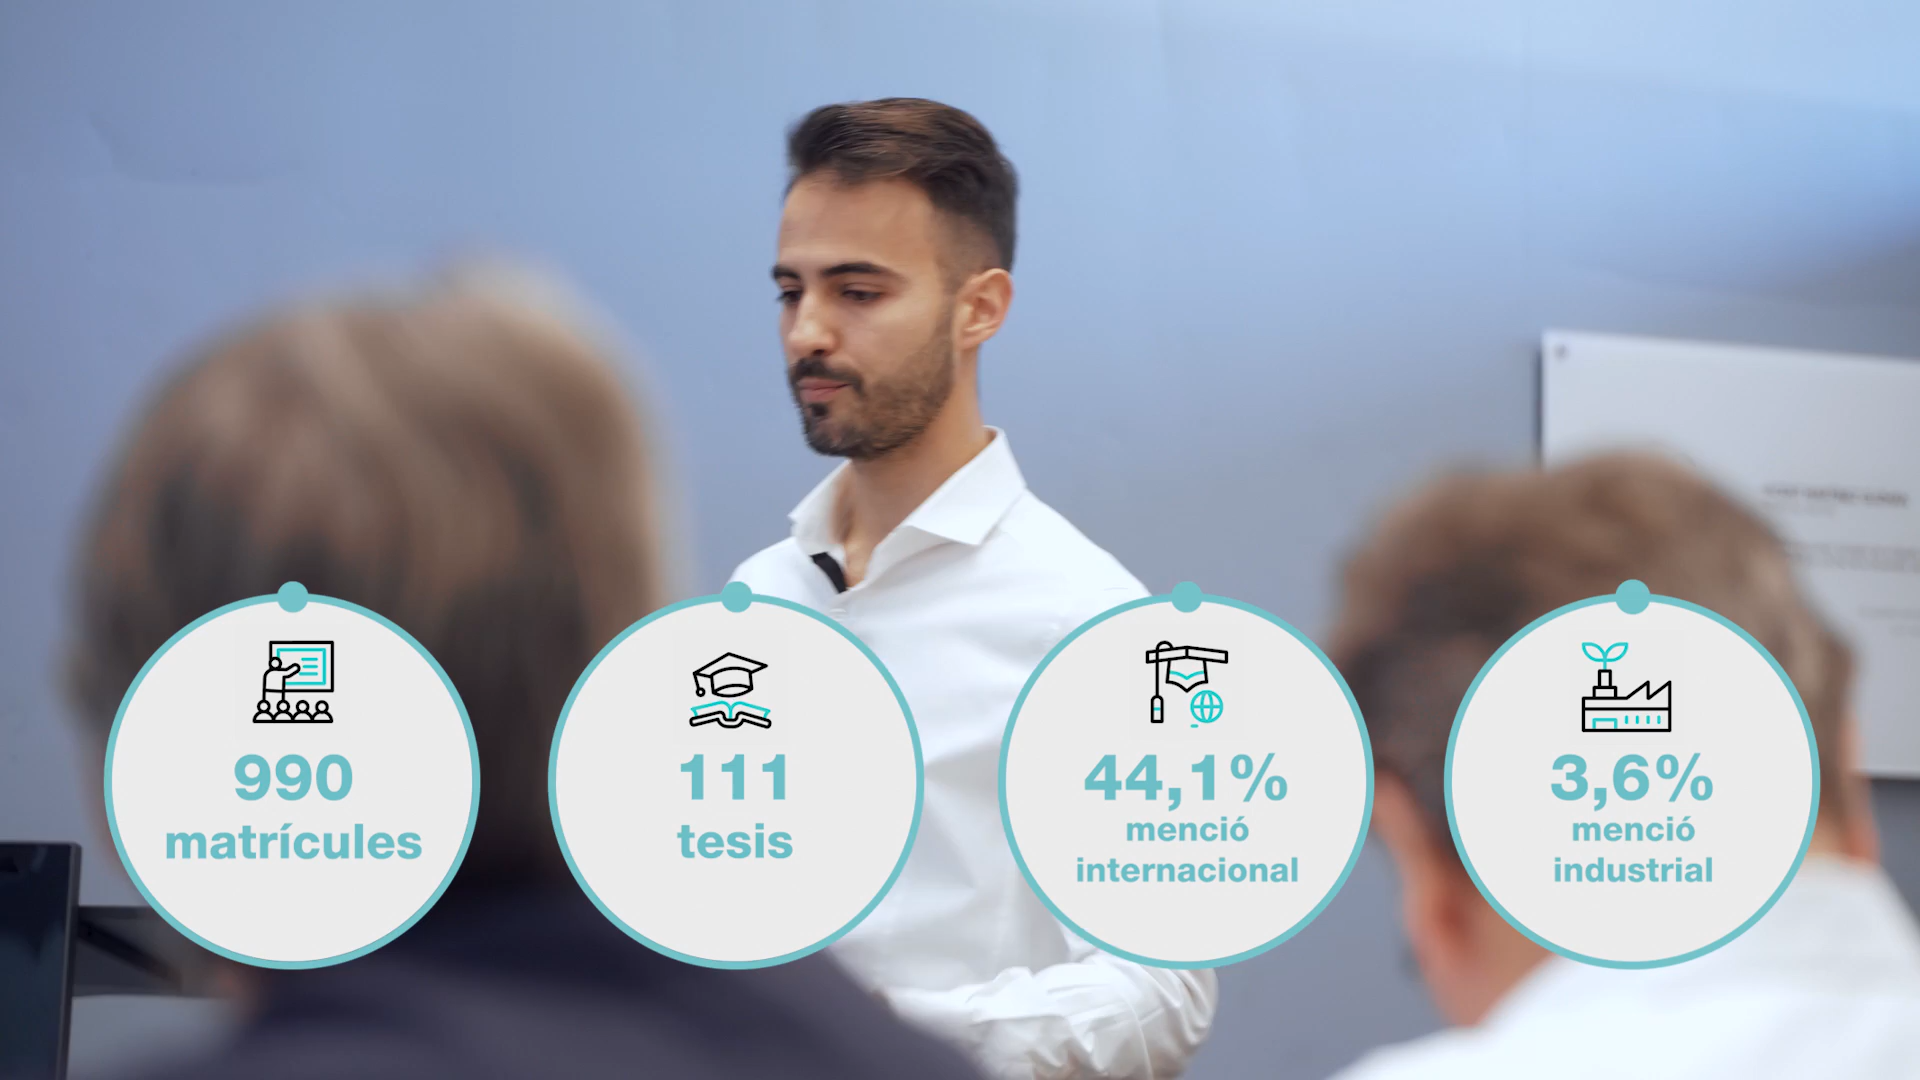 990
matrícules
111
tesis
44,1%
menció
internacional
3,6%
menció
industrial